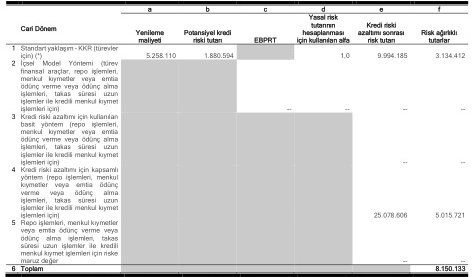 a b c d e f
Cari Dönem
Yenileme maliyeti
Potansiyel kredi riski tutarı
EBPRT
Yasal risk tutarının hesaplanması için kullanılan alfa
Kredi riski azaltımı sonrası risk tutarı
Risk ağırlıklı tutarlar
1 Standart yaklaşım - KKR (türevler
için) (*) 5.258.110 1.880.594 1,0 9.994.185 3.134.412
2 İçsel Model Yöntemi (türev
finansal araçlar, repo işlemleri,
menkul kıymetler veya emtia
ödünç verme veya ödünç alma
işlemleri, takas süresi uzun
işlemler ile kredili menkul kıymet
işlemleri için) -- -- -- --
3 Kredi riski azaltımı için kullanılan
basit yöntem (repo işlemleri,
menkul kıymetler veya emtia
ödünç verme veya ödünç alma
işlemleri, takas süresi uzun
işlemler ile kredili menkul kıymet
işlemleri için) -- --
4 Kredi riski azaltımı için kapsamlı
yöntem (repo işlemleri, menkul
kıymetler veya emtia ödünç
verme veya ödünç alma
işlemleri, takas süresi uzun
işlemler ile kredili menkul kıymet
işlemleri için) 25.078.606 5.015.721
5 Repo işlemleri, menkul kıymetler
veya emtia ödünç verme veya
ödünç alma işlemleri, takas
süresi uzun işlemler ile kredili
menkul kıymet işlemleri için riske
maruz değer -- --
6 Toplam 8.150.133